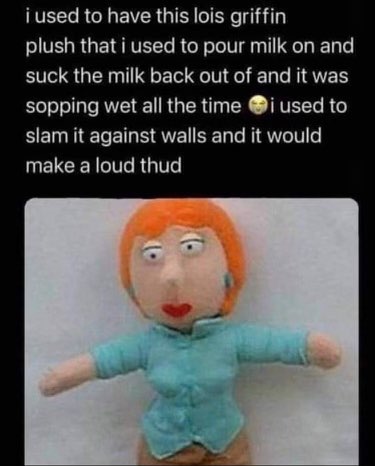 i used to have this lois griffin
plush that i used to pour milk on and
suck the milk back out of and it was
sopping wet all the time 😭i used to
slam it against walls and it would
make a loud thud